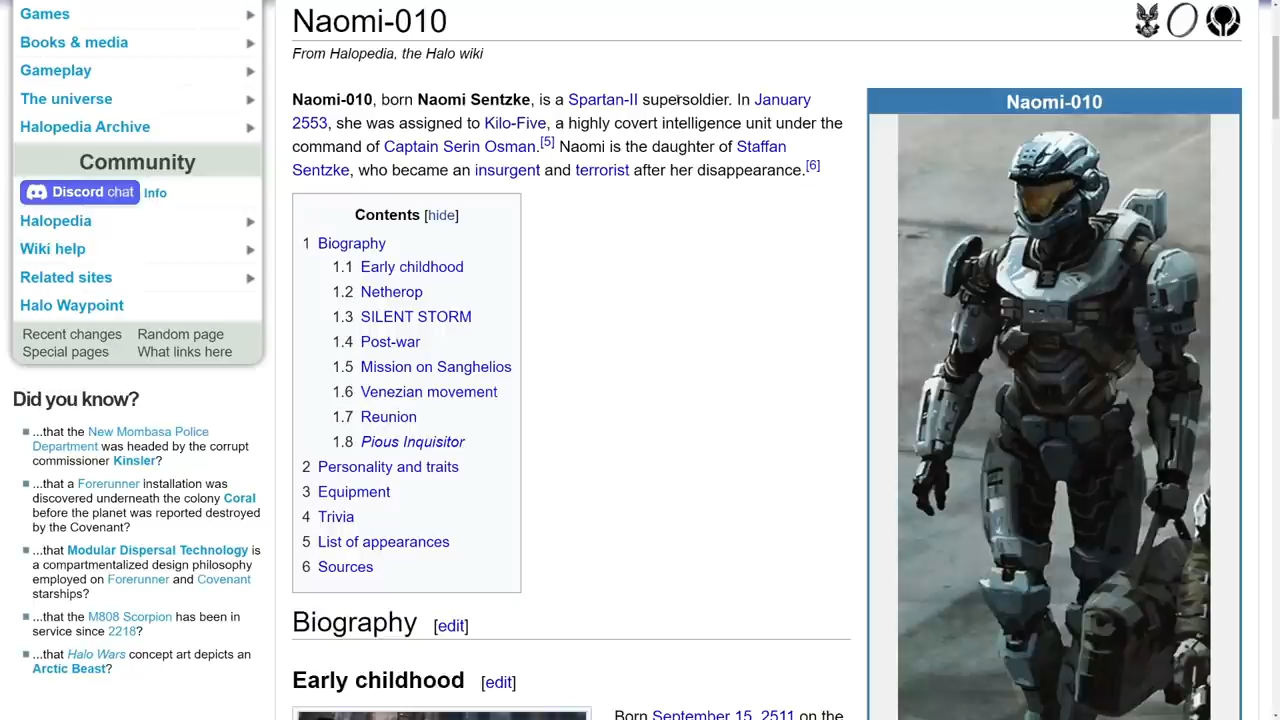 Games
Books & media
Gameplay
The universe
Halopedia Archive
Community
Discord chat Info
Halopedia
Wiki help
Related sites
Halo Waypoint
Recent changes Random page
Special pages What links here
Did you know?
...that the New Mombasa Police
Department was headed by the corrupt
commissioner Kinsler?
...that a Forerunner installation was
discovered underneath the colony Coral
before the planet was reported destroyed
by the Covenant?
...that Modular Dispersal Technology is
a compartmentalized design philosophy
employed on Forerunner and Covenant
starships?
...that the M808 Scorpion has been in
service since 2218?
...that Halo Wars concept art depicts an
Arctic Beast?
Naomi-010
From Halopedia, the Halo wiki
Naomi-010, born Naomi Sentzke, is a Spartan-II supersoldier. In January
2553, she was assigned to Kilo-Five, a highly covert intelligence unit under the
command of Captain Serin Osman.[5] Naomi is the daughter of Staffan
Sentzke, who became an insurgent and terrorist after her disappearance.[6]
Contents [hide]
1 Biography
1.1 Early childhood
1.2 Netherop
1.3 SILENT STORM
1.4 Post-war
1.5 Mission on Sanghelios
1.6 Venezian movement
1.7 Reunion
1.8 Pious Inquisitor
2 Personality and traits
3 Equipment
4 Trivia
5 List of appearances
6 Sources
Biography [edit]
Early childhood [edit]
Born September 15, 2511 on the
Naomi-010